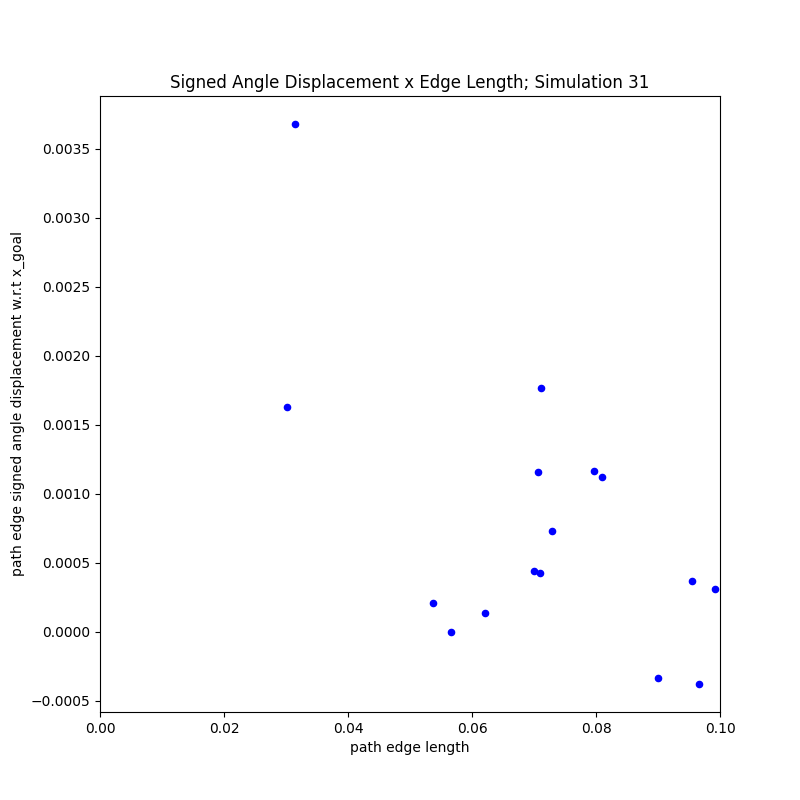 Signed Angle Displacement x Edge Length; Simulation 31
path edge signed angle displacement w.r.t x_goal
0.0035
0.0030
0.0025
0.0020
0.0015
0.0010
0.0005
0.0000
−0.0005
0.00 0.02 0.04 0.06 0.08 0.10
path edge length